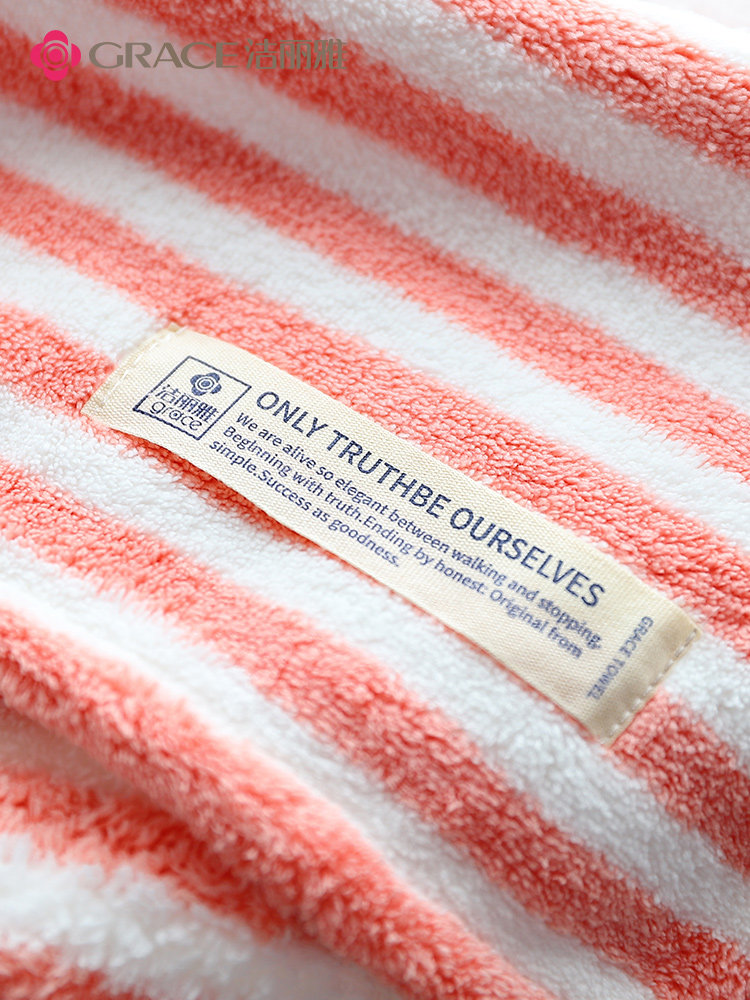 GRACE洁丽雅
洁丽雅
grace
ONLY TRUTHBE OURSELVES
We are alive so elegant between walking and stopping.
BegInning with truth.Ending by honest: Original from
simple.Success as goodness.
GRACE TOWEL